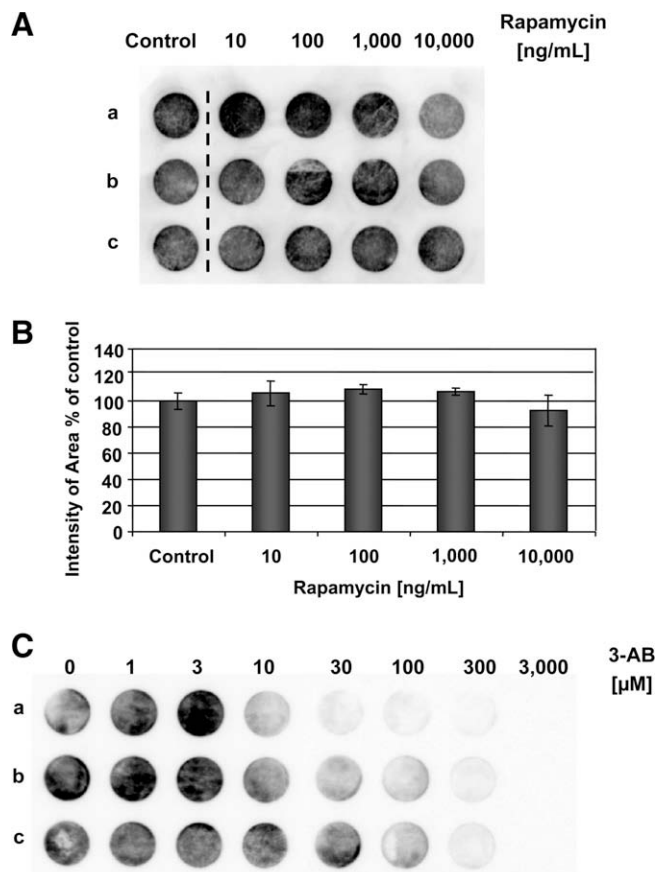 A
Control 10 100 1,000 10,000 Rapamycin
[ng/mL]
a
b
c
B
Intensity of Area % of control
140
120
100
80
60
40
20
0
Control 10 100 1,000 10,000
Rapamycin [ng/mL]
C
0 1 3 10 30 100 300 3,000 3-AB
[µM]
a
b
c